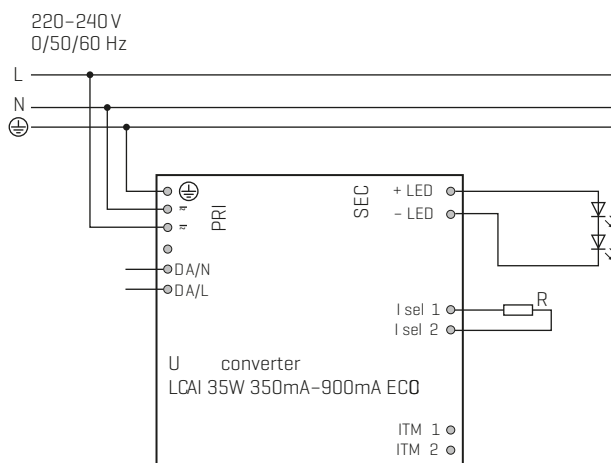 220–240 V
0/50/60 Hz
L
N
PRI
SEC
+ LED
– LED
DA/N
DA/L
I sel 1
I sel 2
R
U converter
LCAI 35W 350mA–900mA ECO
ITM 1
ITM 2